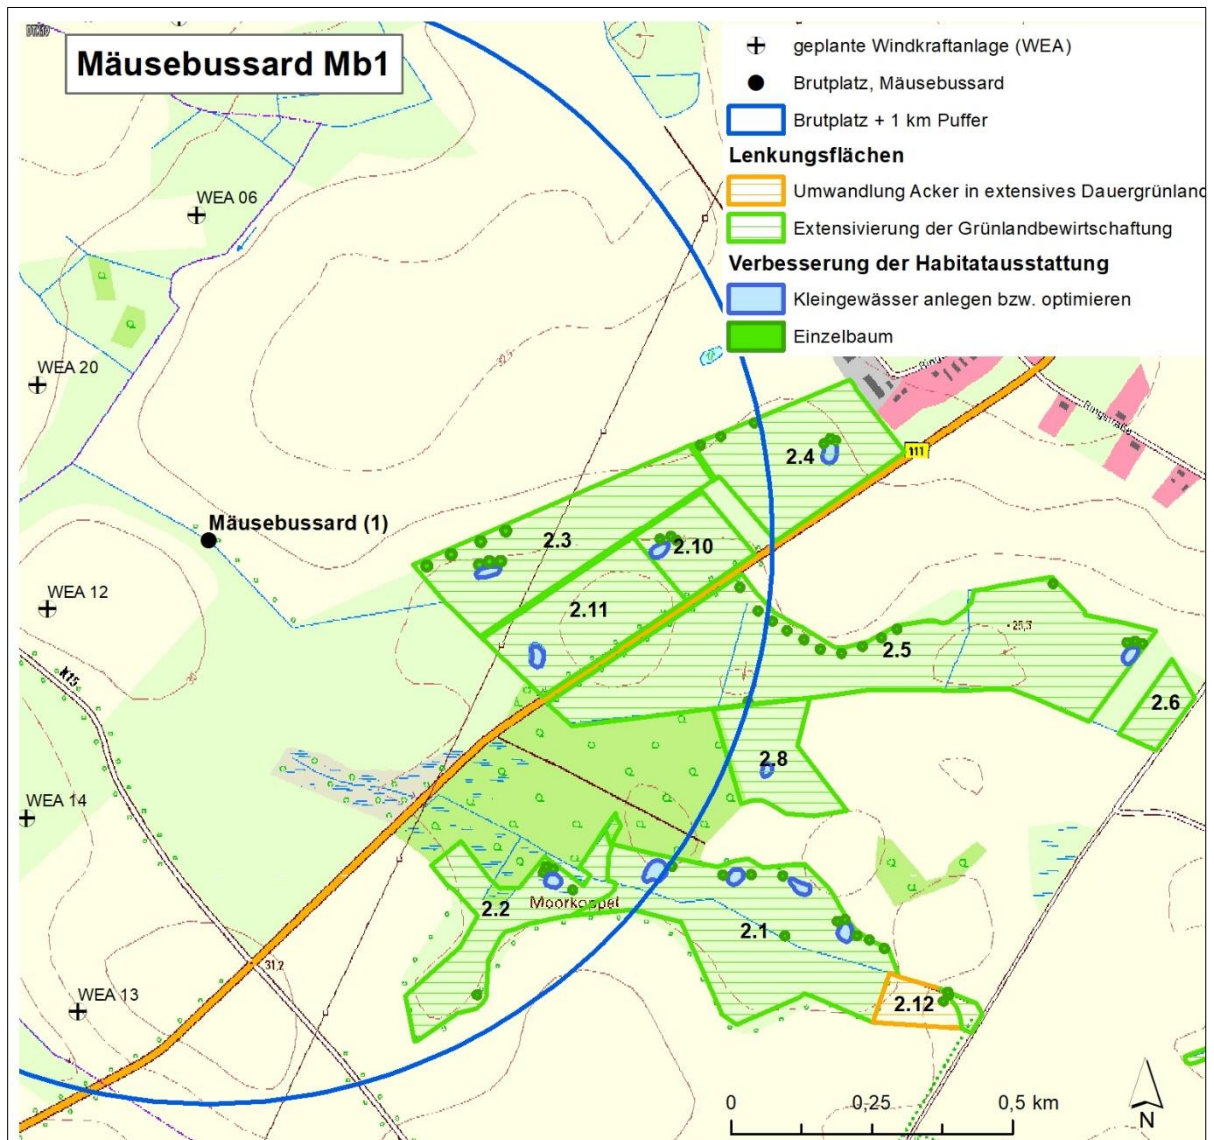 Mäusebussard Mb1
geplante Windkraftanlage (WEA)
Brutplatz, Mäusebussard
Brutplatz + 1 km Puffer
Lenkungsflächen
Umwandlung Acker in extensives Dauergrünland
Extensivierung der Grünlandbewirtschaftung
Verbesserung der Habitatausstattung
Kleingewässer anlegen bzw. optimieren
Einzelbaum
WEA 06
WEA 20
32,5
Ringstraße
111
2.4
Mäusebussard (1)
2.3
2.10
WEA 12
2.11
25,3
2.5
K15
2.6
2.8
WEA 14
2.2
Moorkoppel
2.1
31,2
WEA 13
2.12
0
0,25
0,5 km
N